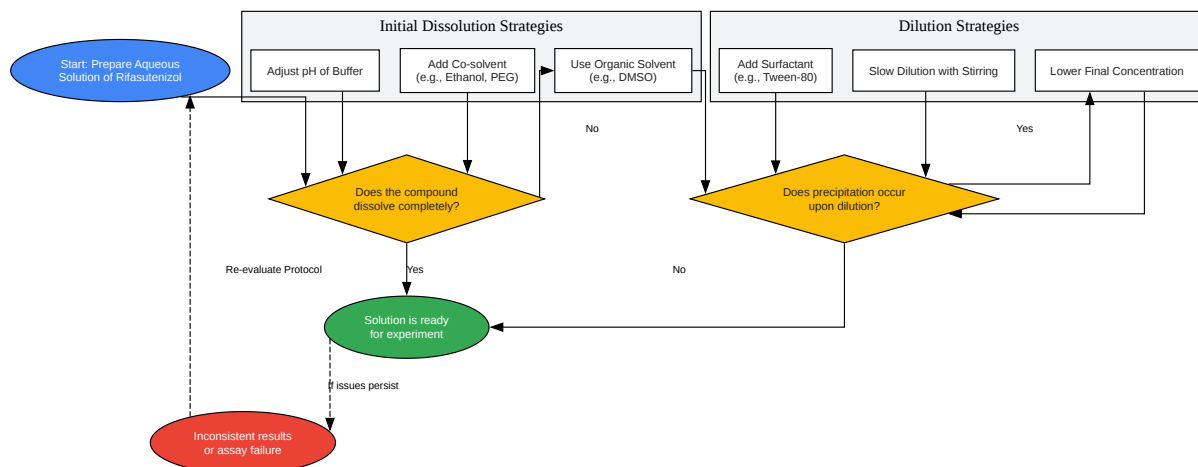 Initial Dissolution Strategies
Dilution Strategies
Start: Prepare Aqueous
Solution of Rifasutenizol
Adjust pH of Buffer
Add Co-solvent
(e.g., Ethanol, PEG)
Use Organic Solvent
(e.g., DMSO)
Add Surfactant
(e.g., Tween-80)
Slow Dilution with Stirring
Lower Final Concentration
No
Yes
Does the compound
dissolve completely?
Does precipitation occur
upon dilution?
Re-evaluate Protocol
Yes
No
Solution is ready
for experiment
If issues persist
Inconsistent results
or assay failure